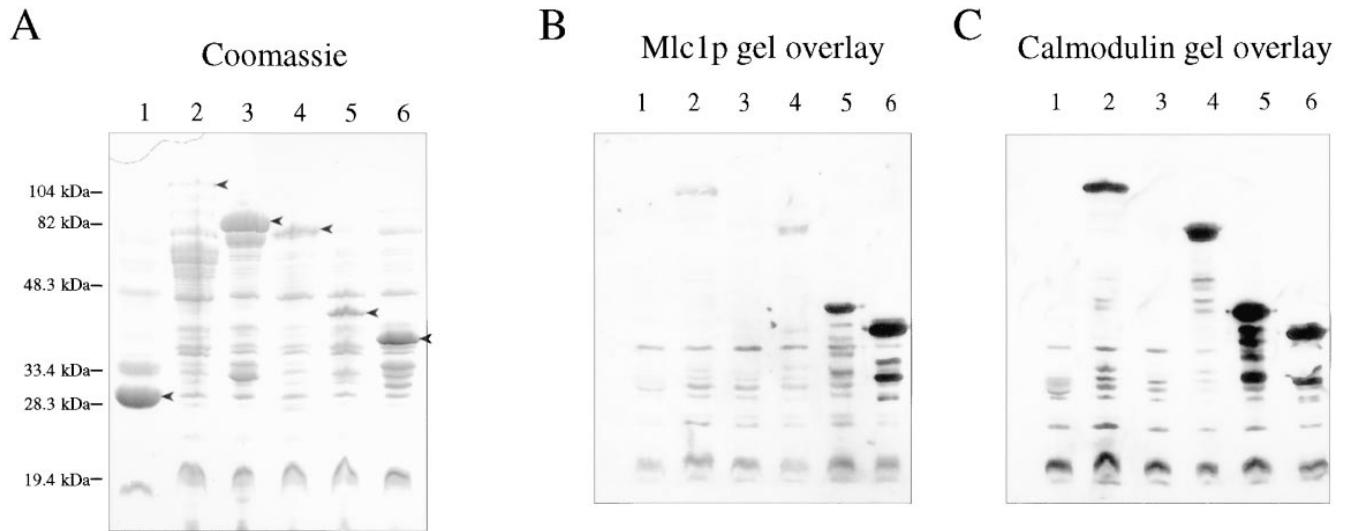 A
Coomassie
1 2 3 4 5 6
104 kDa
82 kDa
48.3 kDa
33.4 kDa
28.3 kDa
19.4 kDa
B
Mlc1p gel overlay
1 2 3 4 5 6
C
Calmodulin gel overlay
1 2 3 4 5 6